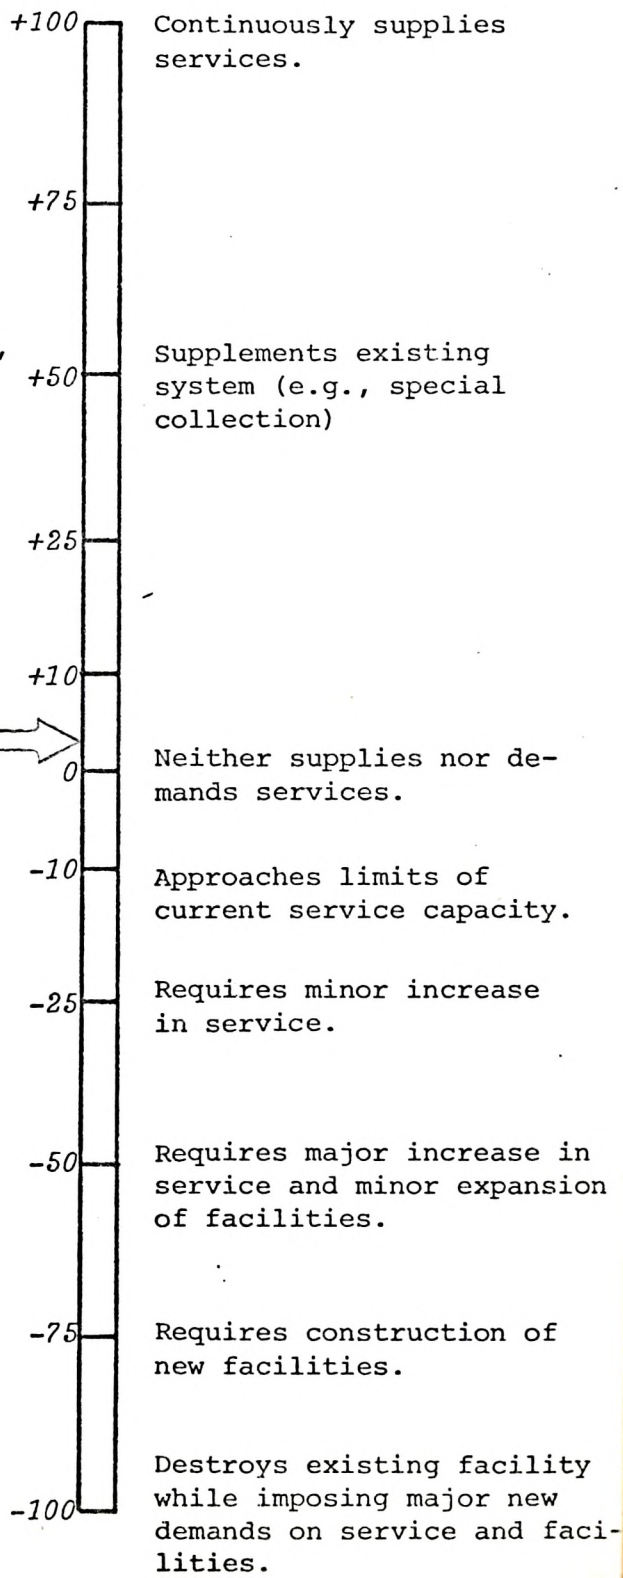 +100 Continuously supplies
services.
+75
Supplements existing
+50 system (e.g., special
collection)
+25
+10
Neither supplies nor de-
0
mands services.
-10 Approaches limits of
current service capacity.
Requires minor increase
-25
in service.
Requires major increase in
-50
service and minor expansion
of facilities.
-75 Requires construction of
new facilities.
Destroys existing facility
while imposing major new
-100
demands on service and faci-
lities.